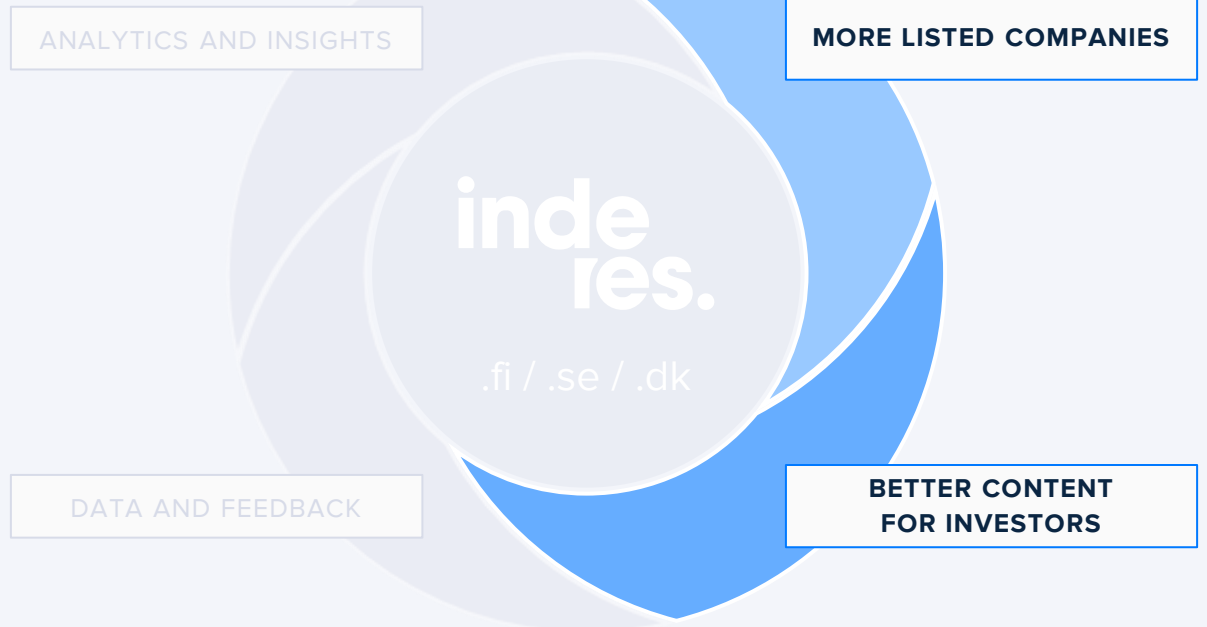 ANALYTICS AND INSIGHTS
MORE LISTED COMPANIES
inde
res.
.fi / .se / .dk
DATA AND FEEDBACK
BETTER CONTENT
FOR INVESTORS